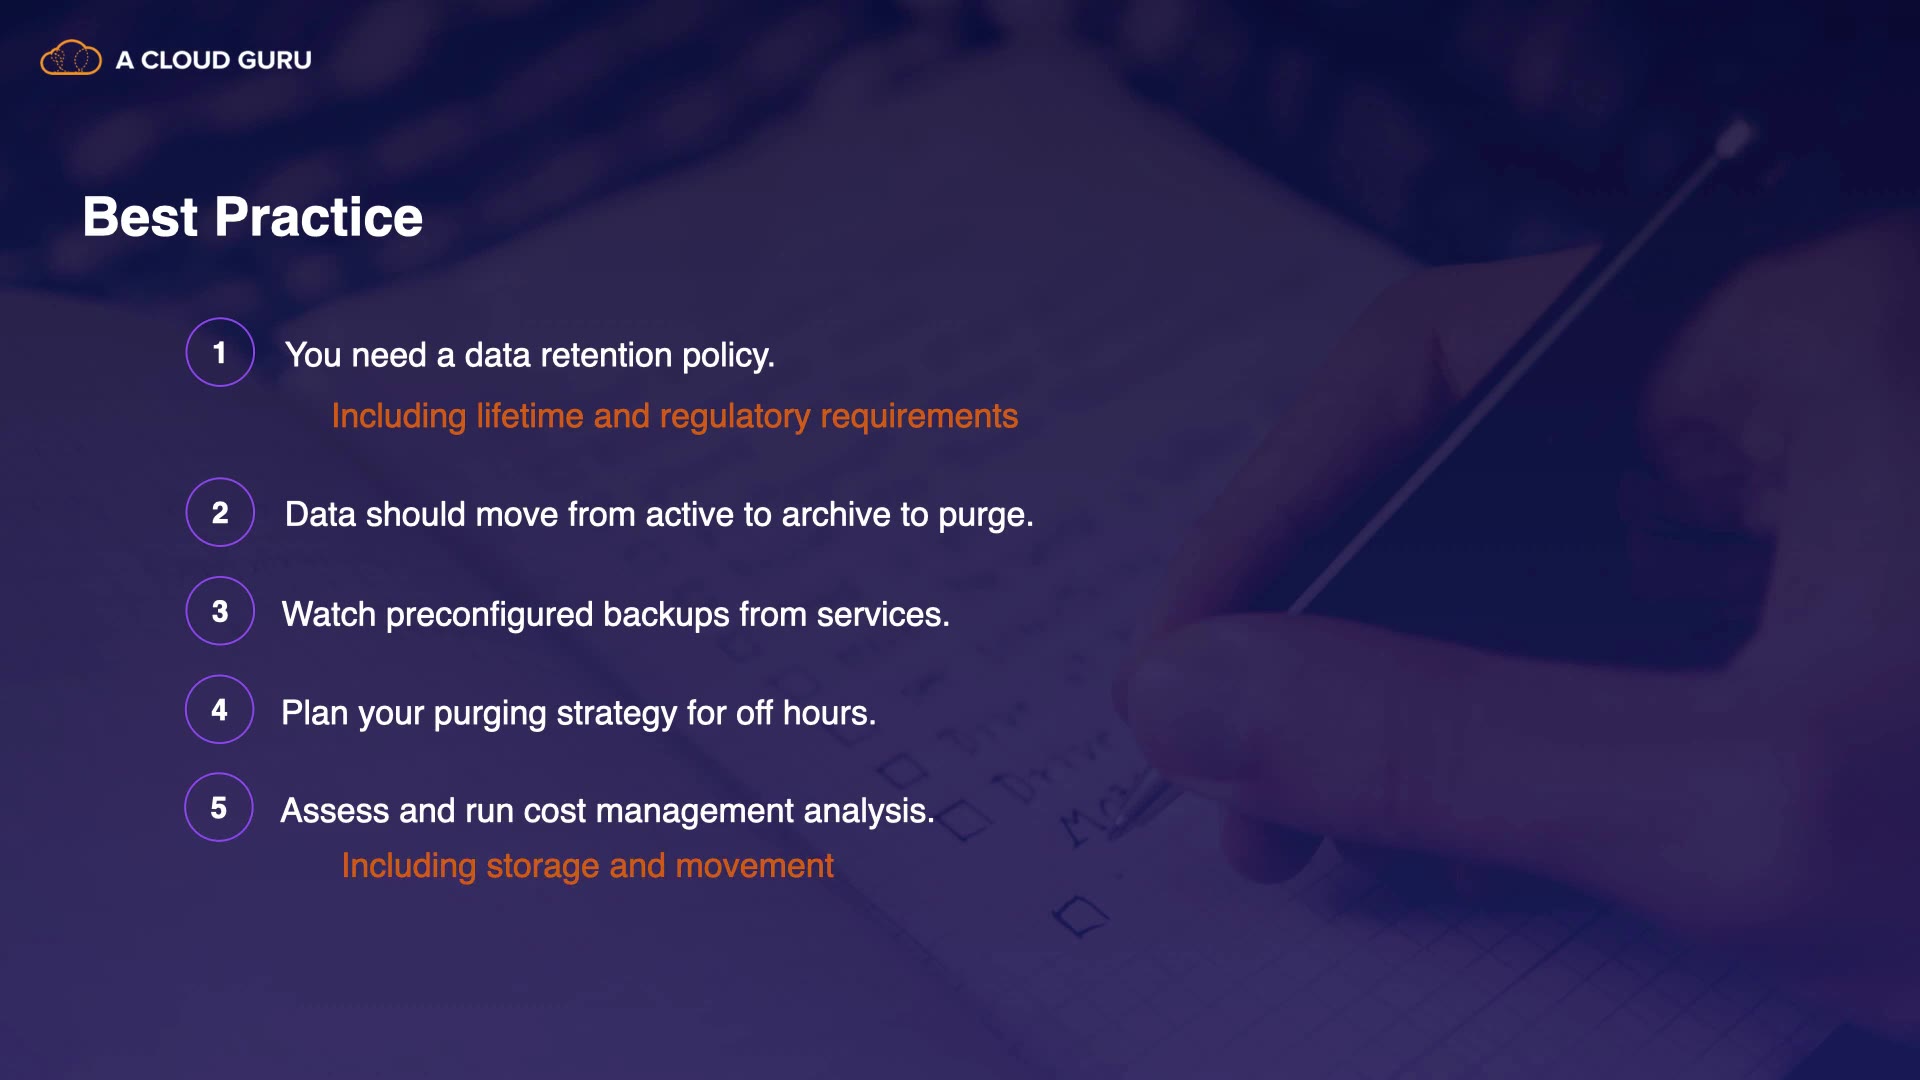 A CLOUD GURU
Best Practice
1 You need a data retention policy.
Including lifetime and regulatory requirements
2 Data should move from active to archive to purge.
3 Watch preconfigured backups from services.
4 Plan your purging strategy for off hours.
5 Assess and run cost management analysis.
Including storage and movement
Drive